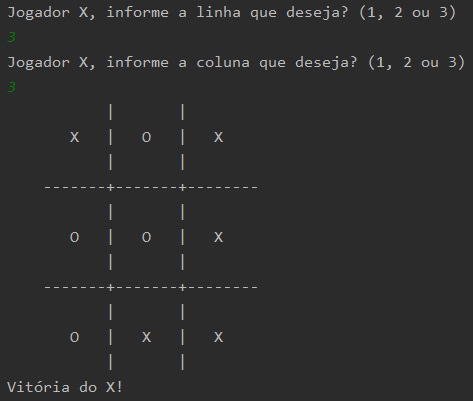 Jogador X, informe a linha que deseja? (1, 2 ou 3)
3
Jogador X, informe a coluna que deseja? (1, 2 ou 3)
3
           |       |
       X   |   O   |   X
           |       |
    -------+-------+--------
           |       |
       O   |   O   |   X
           |       |
    -------+-------+--------
           |       |
       O   |   X   |   X
           |       |
Vitória do X!